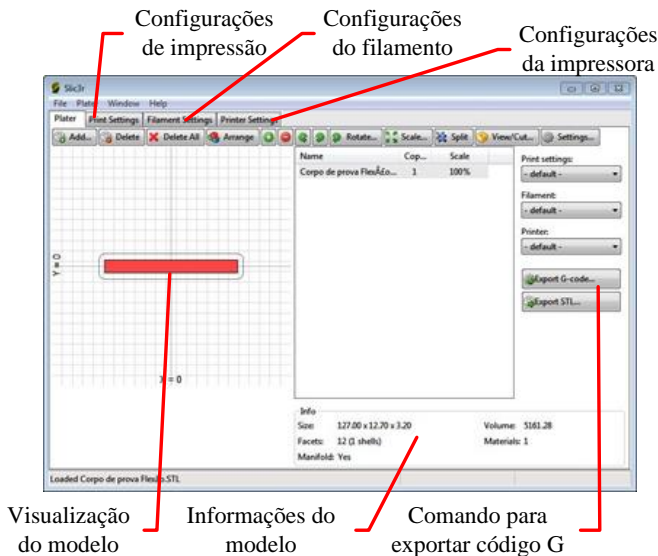 Configurações
de impressão
Configurações
do filamento
Configurações
da impressora
Slic3r
File Plater Window Help
Plater Print Settings Filament Settings Printer Settings
Add... Delete Delete All Arrange Rotate... Scale... Split View/Cut... Settings...
Name Cop... Scale
Corpo de prova FlexÃ£o... 1 100%
Print settings:
- default -
Filament:
- default -
Printer:
- default -
Export G-code...
Export STL...
Y = 0
X = 0
Info
Size: 127.00 x 12.70 x 3.20 Volume: 5161.28
Facets: 12 (1 shells) Materials: 1
Manifold: Yes
Loaded Corpo de prova Flexão.STL
Visualização
do modelo
Informações do
modelo
Comando para
exportar código G